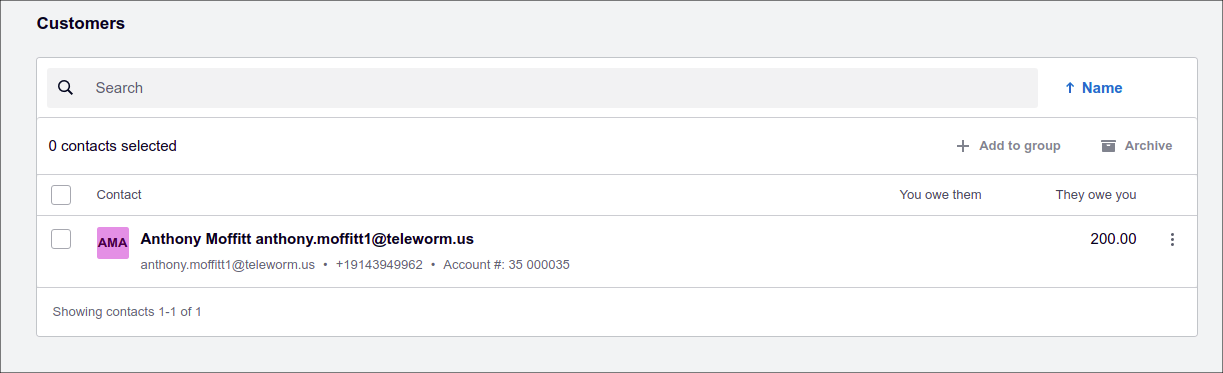 Customers
Search
Name
0 contacts selected
Add to group
Archive
Contact
You owe them
They owe you
AMA
Anthony Moffitt anthony.moffitt1@teleworm.us
200.00
anthony.moffitt1@teleworm.us • +19143949962 • Account #: 35 000035
Showing contacts 1-1 of 1